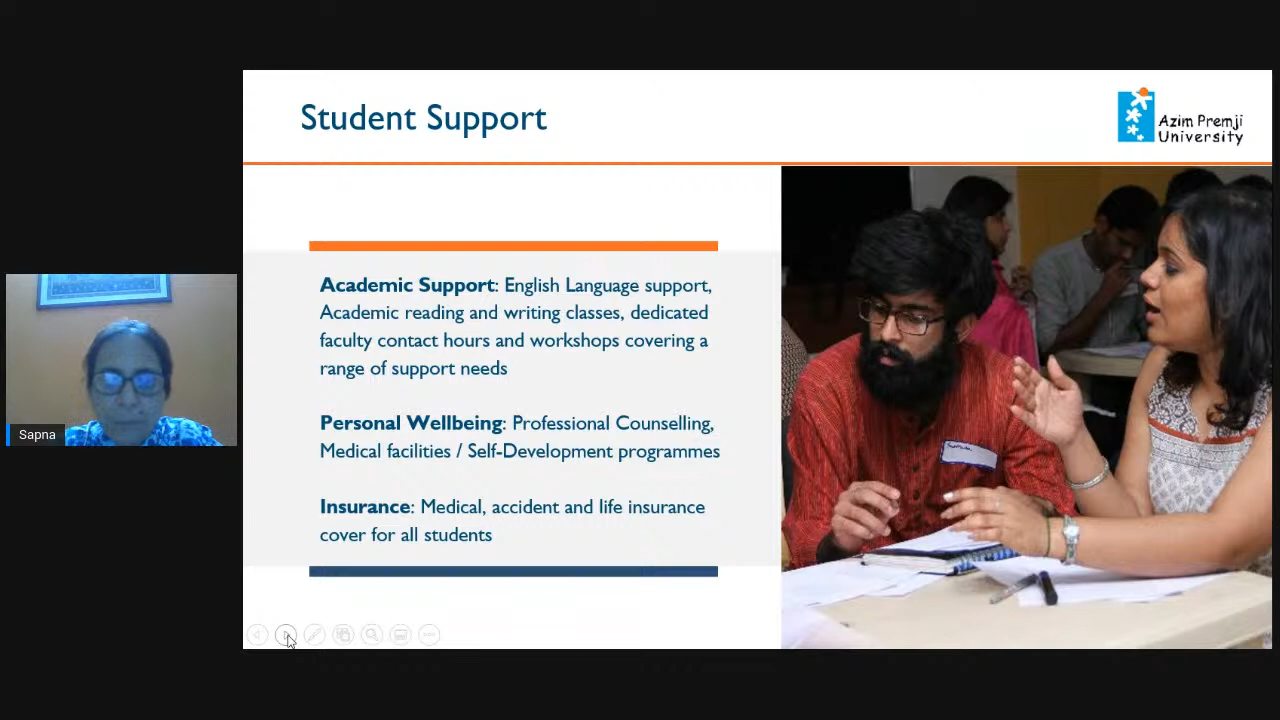 Student Support
Azim Premji
University
Academic Support: English Language support,
Academic reading and writing classes, dedicated
faculty contact hours and workshops covering a
range of support needs
Personal Wellbeing: Professional Counselling,
Medical facilities / Self-Development programmes
Insurance: Medical, accident and life insurance
cover for all students
Sapna